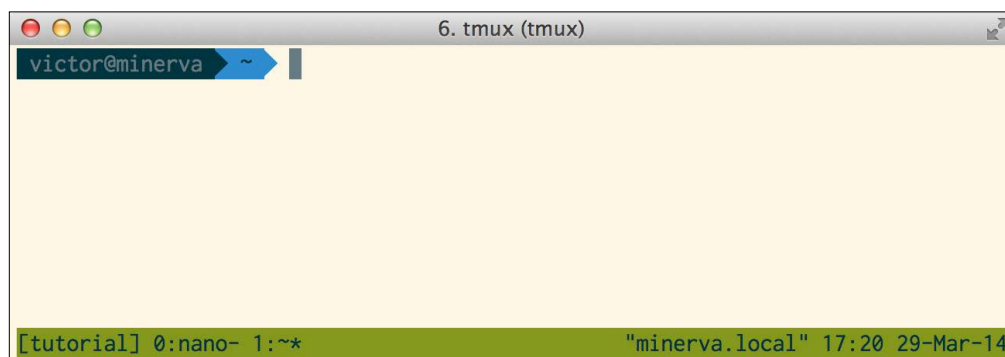 6. tmux (tmux)
victor@minerva ~
[tutorial] 0:nano- 1:~* "minerva.local" 17:20 29-Mar-14